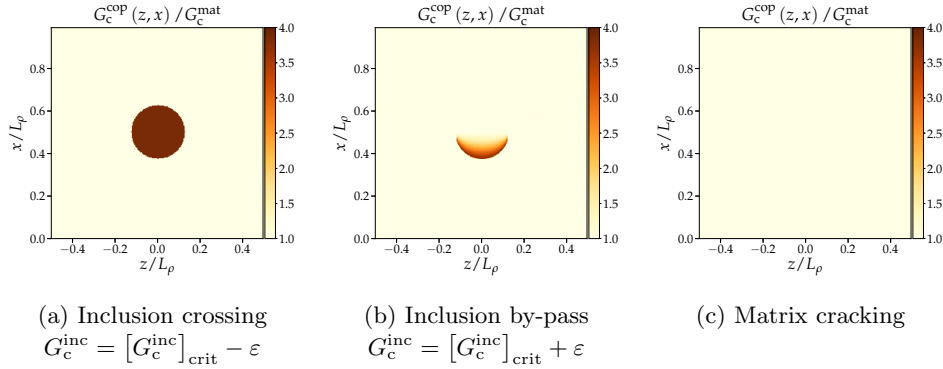 G_c^cop (z, x) / G_c^mat
4.0
3.5
3.0
2.5
2.0
1.5
1.0
0.8
0.6
0.4
0.2
0.0
x/L_ρ
−0.4 −0.2 0.0 0.2 0.4
z/L_ρ
(a) Inclusion crossing
G_c^inc = [G_c^inc]_crit − ε
G_c^cop (z, x) / G_c^mat
4.0
3.5
3.0
2.5
2.0
1.5
1.0
0.8
0.6
0.4
0.2
0.0
x/L_ρ
−0.4 −0.2 0.0 0.2 0.4
z/L_ρ
(b) Inclusion by-pass
G_c^inc = [G_c^inc]_crit + ε
G_c^cop (z, x) / G_c^mat
4.0
3.5
3.0
2.5
2.0
1.5
1.0
0.8
0.6
0.4
0.2
0.0
x/L_ρ
−0.4 −0.2 0.0 0.2 0.4
z/L_ρ
(c) Matrix cracking